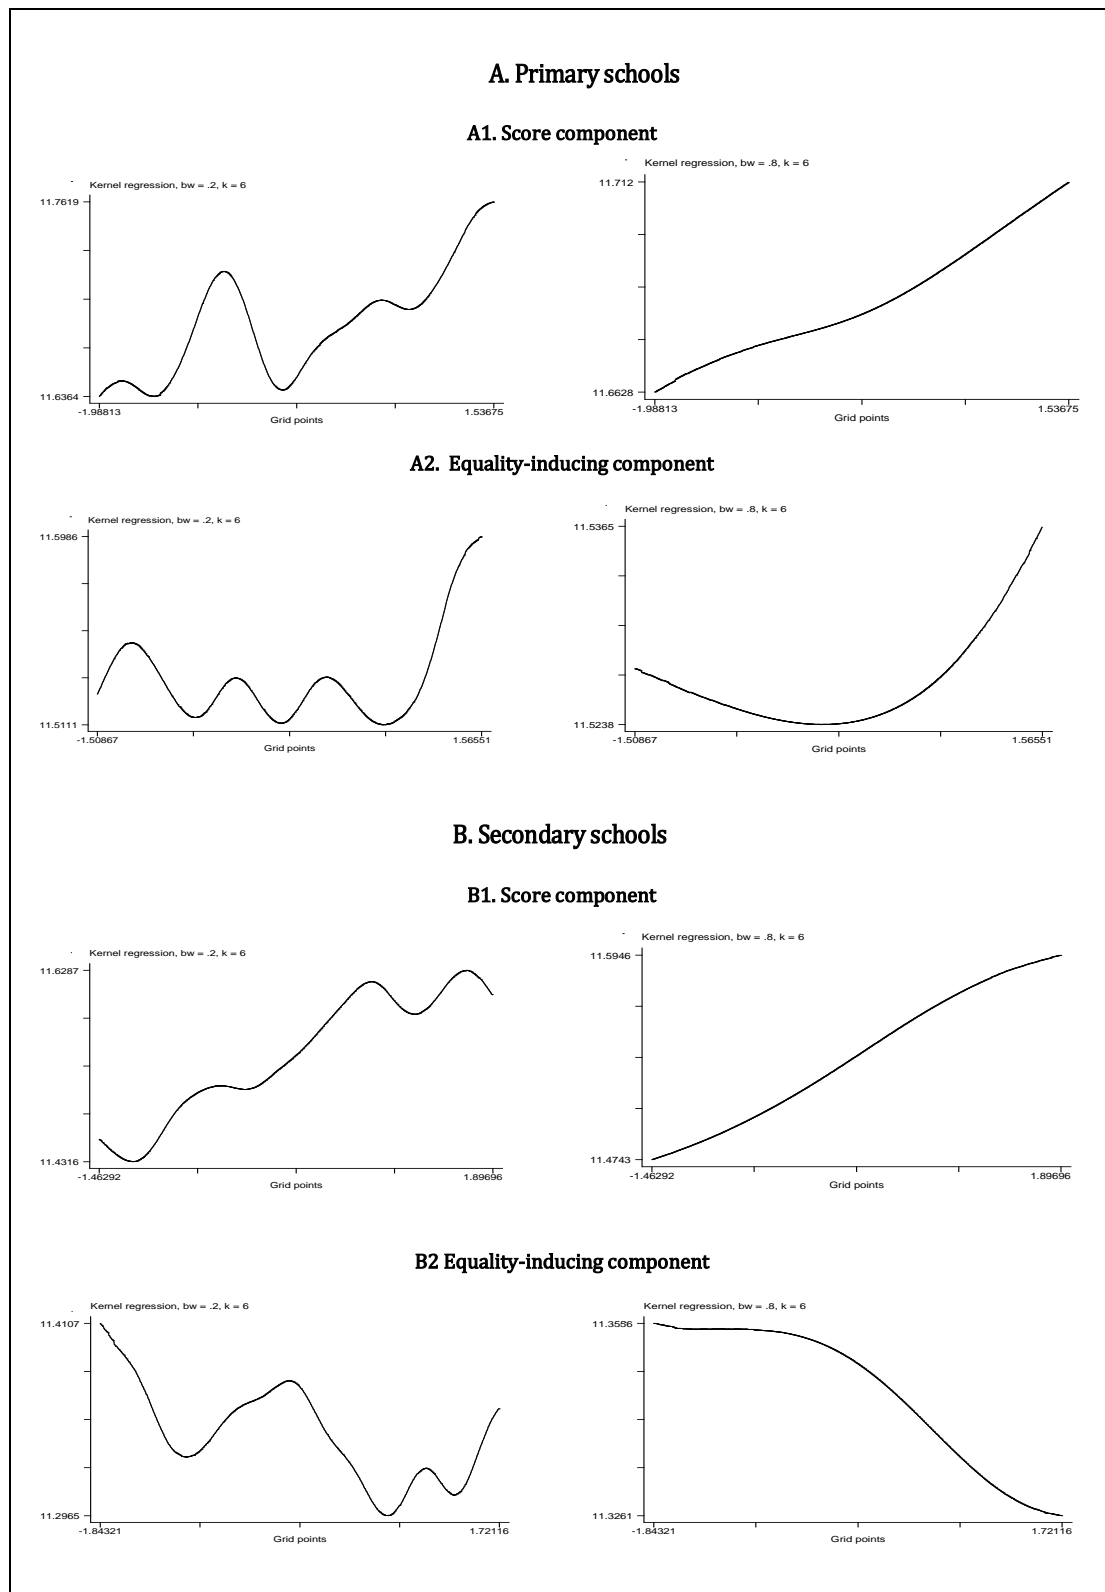 A. Primary schools
A1. Score component
Kernel regression, bw = .2, k = 6
11.7619
11.6364
-1.98813
1.53675
Grid points
Kernel regression, bw = .8, k = 6
11.712
11.6628
-1.98813
1.53675
Grid points
A2. Equality-inducing component
Kernel regression, bw = .2, k = 6
11.5986
11.5111
-1.50867
1.56551
Grid points
Kernel regression, bw = .8, k = 6
11.5365
11.5238
-1.50867
1.56551
Grid points
B. Secondary schools
B1. Score component
Kernel regression, bw = .2, k = 6
11.6287
11.4316
-1.46292
1.89696
Grid points
Kernel regression, bw = .8, k = 6
11.5946
11.4743
-1.46292
1.89696
Grid points
B2 Equality-inducing component
Kernel regression, bw = .2, k = 6
11.4107
11.2965
-1.84321
1.72116
Grid points
Kernel regression, bw = .8, k = 6
11.3586
11.3261
-1.84321
1.72116
Grid points